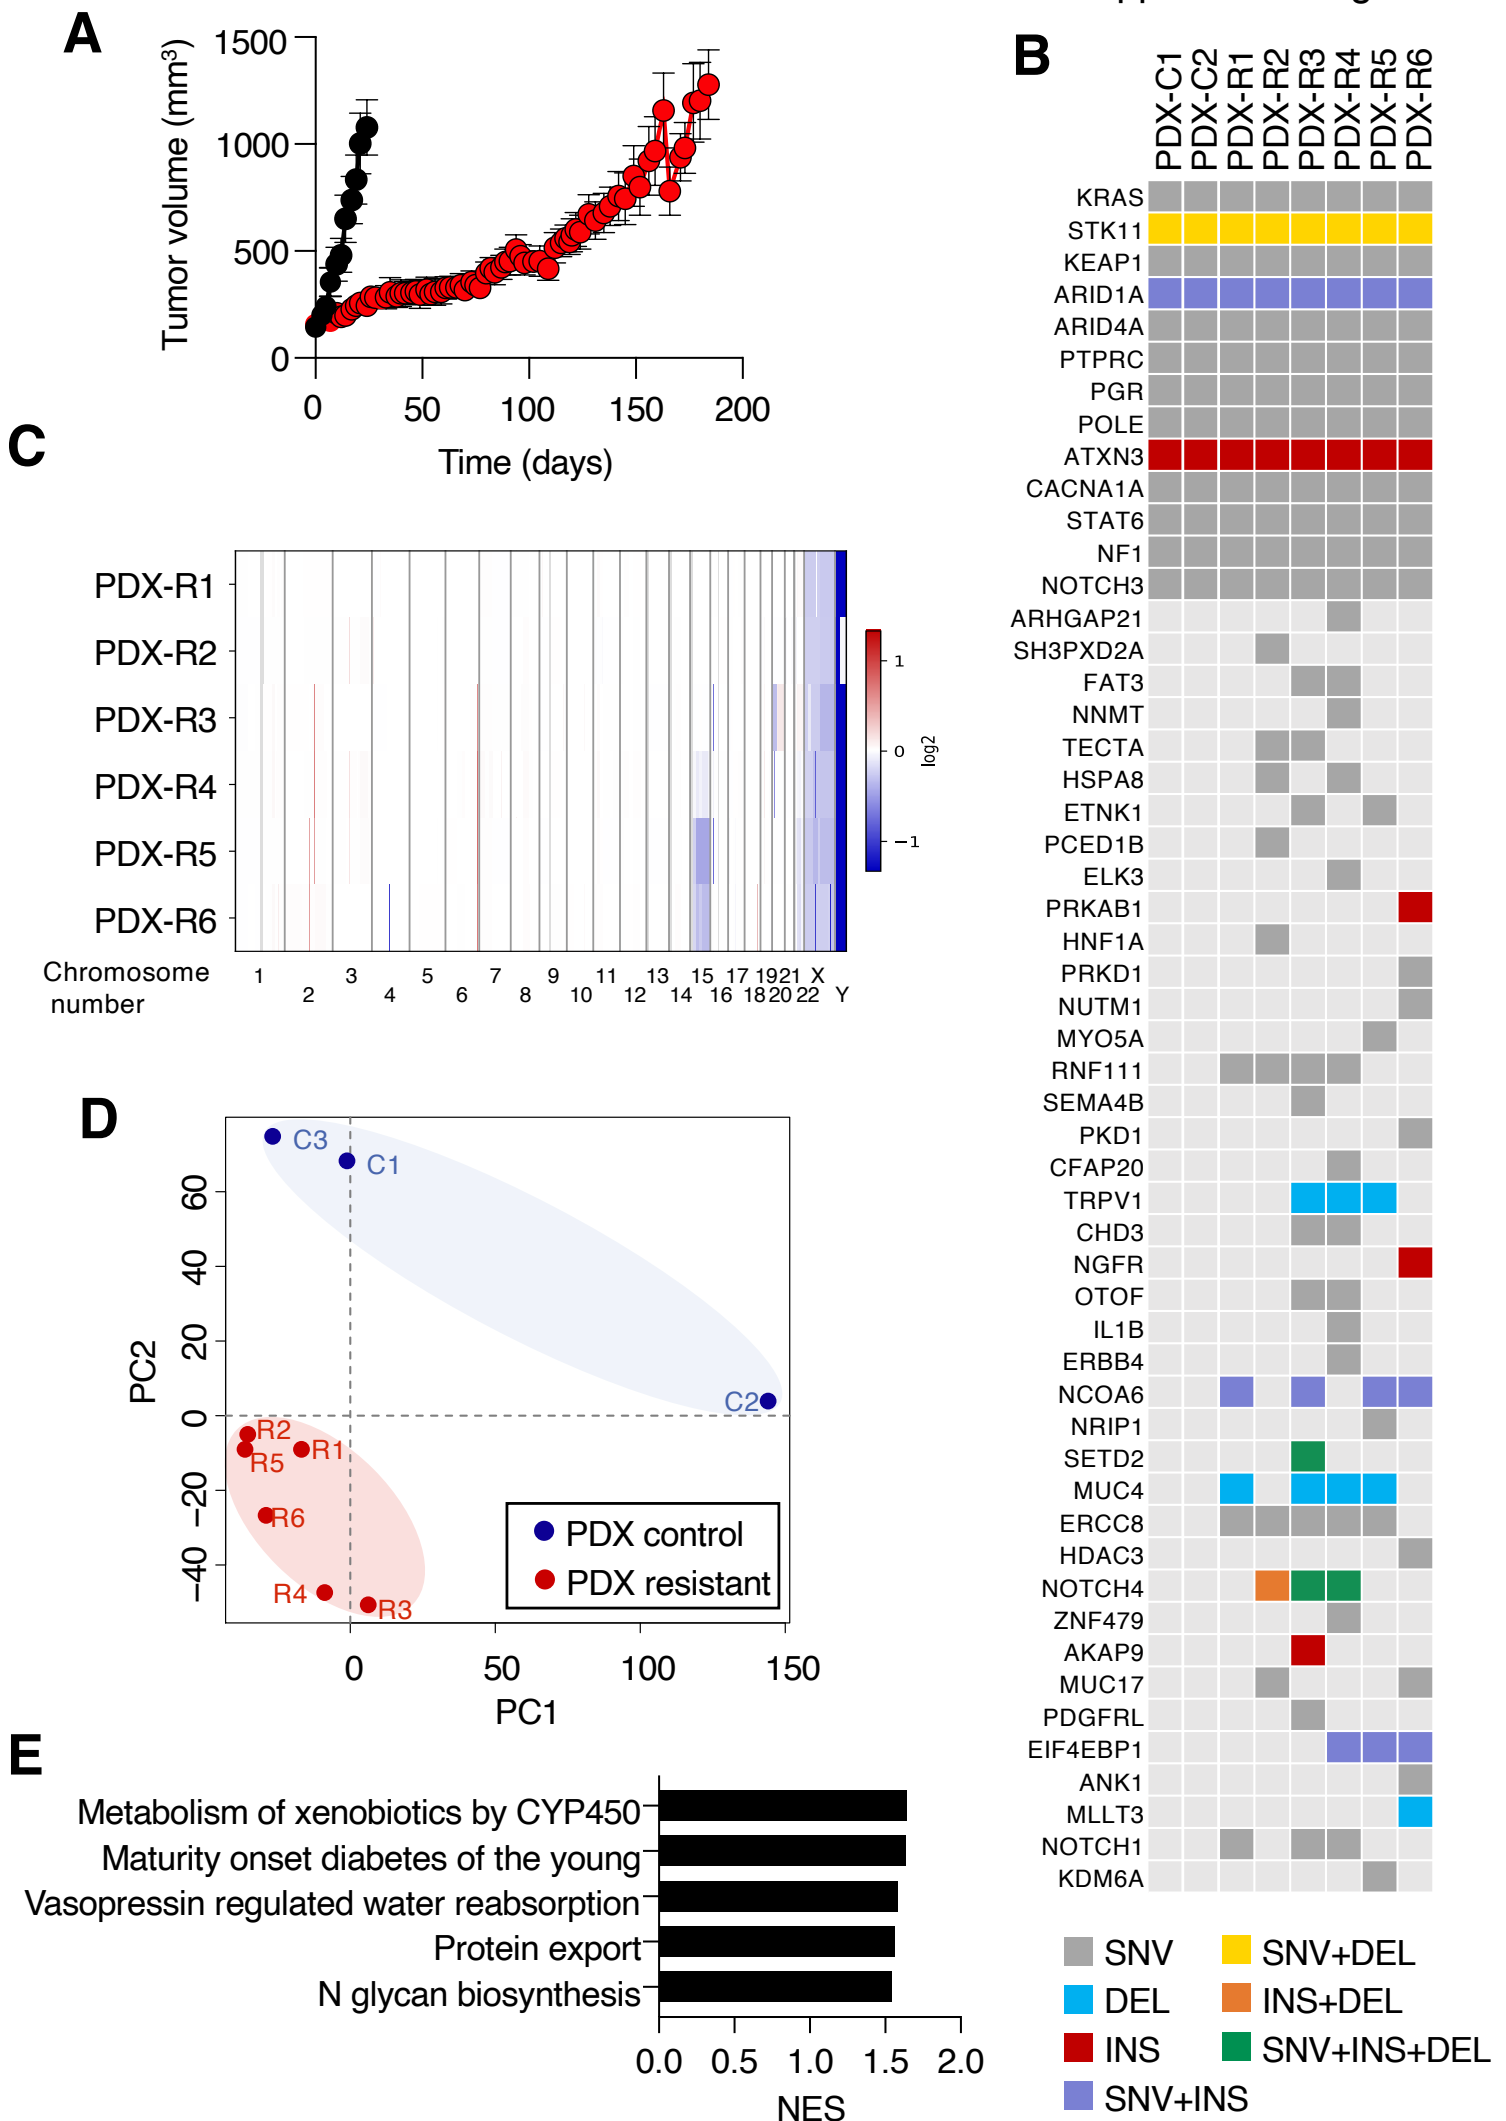 A
1500
1000
500
0
Tumor volume (mm³)
0 50 100 150 200
Time (days)
B
PDX-C1
PDX-C2
PDX-R1
PDX-R2
PDX-R3
PDX-R4
PDX-R5
PDX-R6
KRAS
STK11
KEAP1
ARID1A
ARID4A
PTPRC
PGR
POLE
ATXN3
CACNA1A
STAT6
NF1
NOTCH3
ARHGAP21
SH3PXD2A
FAT3
NNMT
TECTA
HSPA8
ETNK1
PCED1B
ELK3
PRKAB1
HNF1A
PRKD1
NUTM1
MYO5A
RNF111
SEMA4B
PKD1
CFAP20
TRPV1
CHD3
NGFR
OTOF
IL1B
ERBB4
NCOA6
NRIP1
SETD2
MUC4
ERCC8
HDAC3
NOTCH4
ZNF479
AKAP9
MUC17
PDGFRL
EIF4EBP1
ANK1
MLLT3
NOTCH1
KDM6A
SNV SNV+DEL
DEL INS+DEL
INS SNV+INS+DEL
SNV+INS
C
PDX-R1
PDX-R2
PDX-R3
PDX-R4
PDX-R5
PDX-R6
1
0
−1
log2
Chromosome
number
1 3 5 7 9 11 13 15 17 19 21 X
2 4 6 8 10 12 14 16 18 20 22 Y
D
C3
C1
C2
R2
R1
R5
R6
R4
R3
60
40
20
0
−20
−40
PC2
PDX control
PDX resistant
0 50 100 150
PC1
E
Metabolism of xenobiotics by CYP450
Maturity onset diabetes of the young
Vasopressin regulated water reabsorption
Protein export
N glycan biosynthesis
0.0 0.5 1.0 1.5 2.0
NES